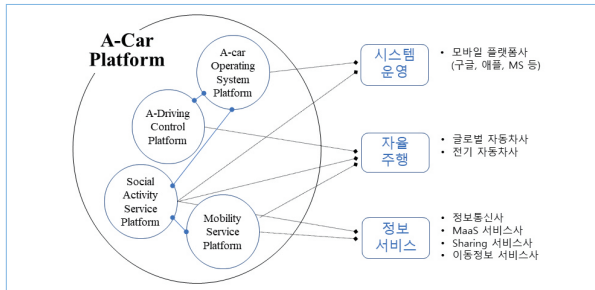 A-Car
Platform
A-car
Operating
System
Platform
A-Driving
Control
Platform
Social
Activity
Service
Platform
Mobility
Service
Platform
시스템
운영
• 모바일 플랫폼사
(구글, 애플, MS 등)
자율
주행
• 글로벌 자동차사
• 전기 자동차사
정보
서비스
• 정보통신사
• MaaS 서비스사
• Sharing 서비스사
• 이동정보 서비스사